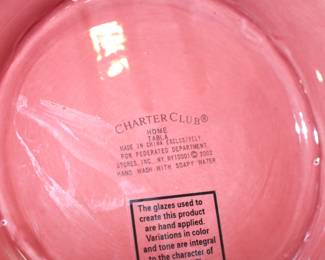 CHARTER CLUB®
HOME
TABLA
MADE IN CHINA EXCLUSIVELY
FOR FEDERATED DEPARTMENT
STORES, INC. NY, NY10001 © 2002
HAND WASH WITH SOAPY WATER
The glazes used to
create this product
are hand applied.
Variations in color
and tone are integral
to the character of